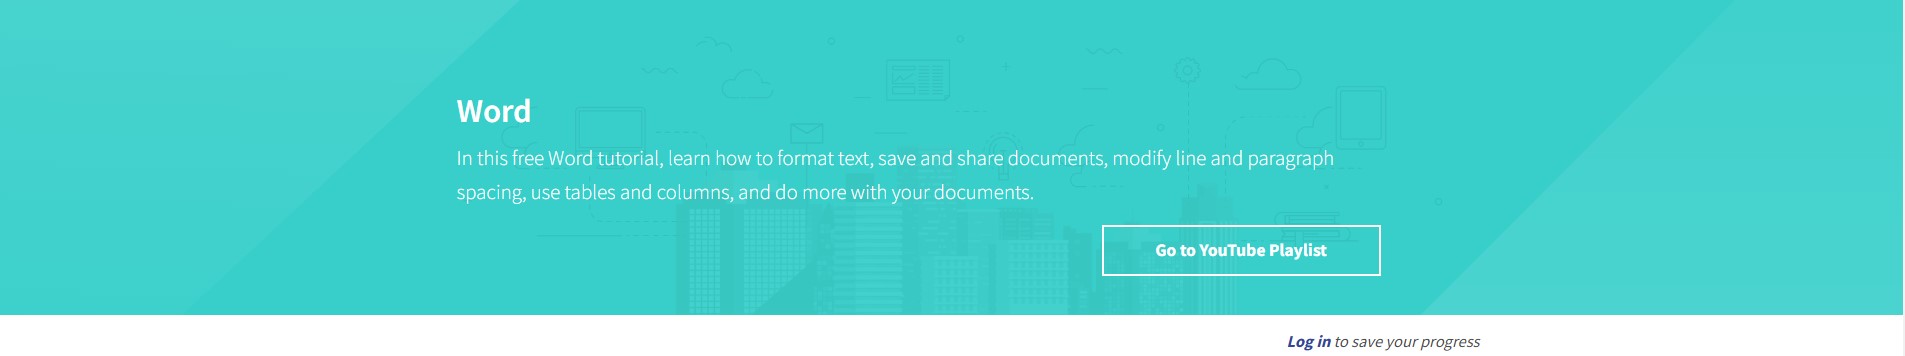 Word
In this free Word tutorial, learn how to format text, save and share documents, modify line and paragraph
spacing, use tables and columns, and do more with your documents.
Go to YouTube Playlist
Log in to save your progress